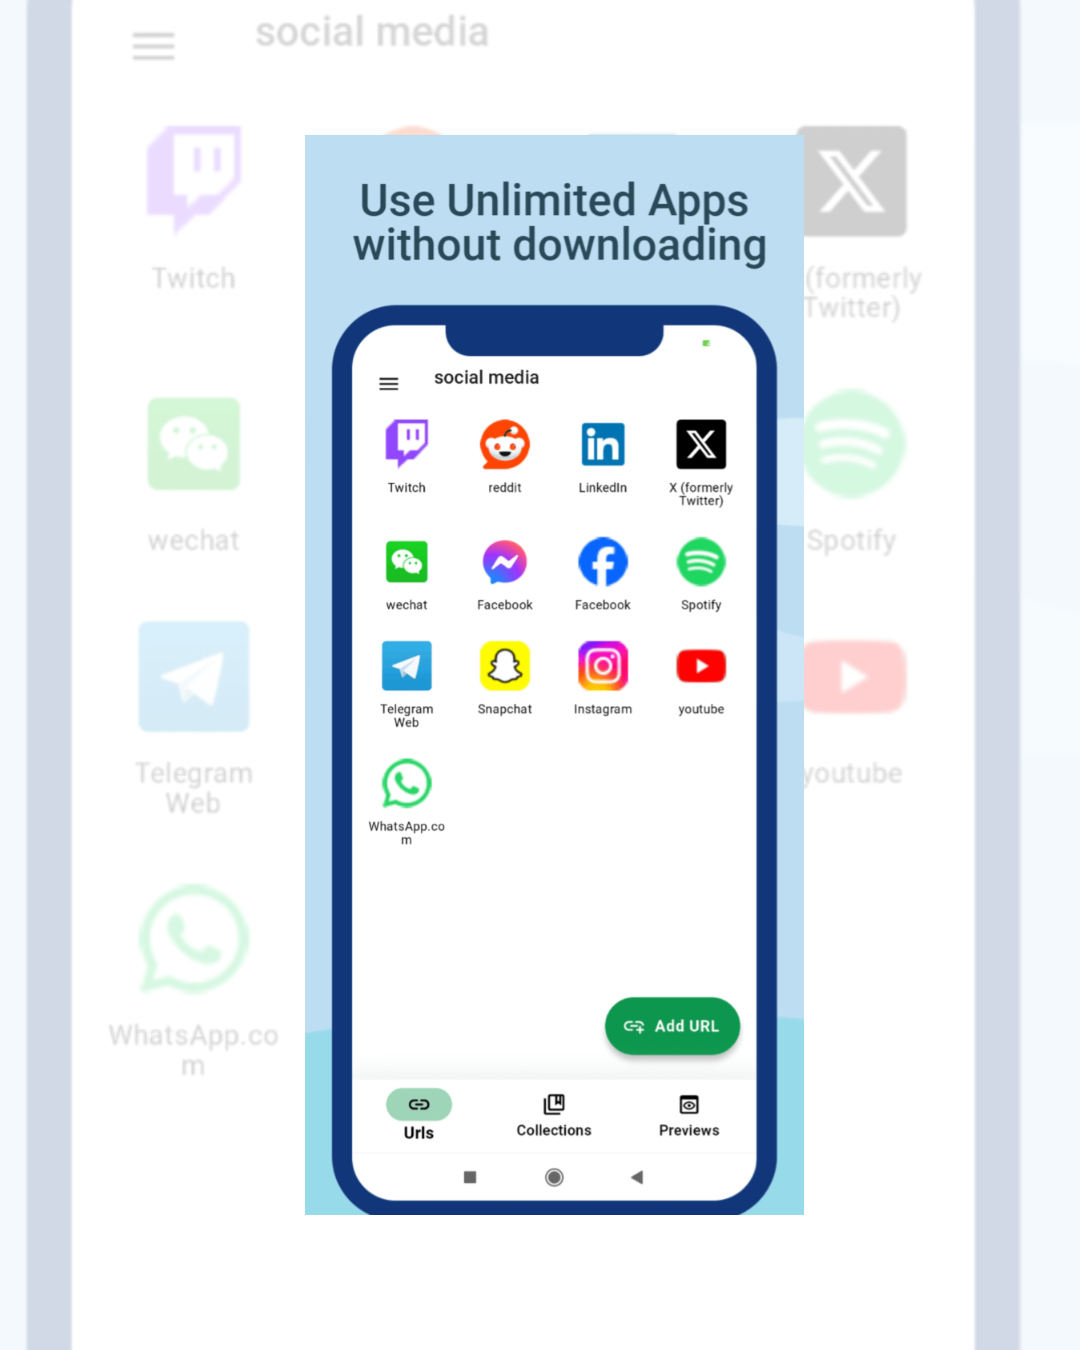 social media
Twitch
(formerly
Twitter)
wechat
Spotify
Telegram
Web
youtube
WhatsApp.co
m
Use Unlimited Apps
without downloading
social media
Twitch
reddit
LinkedIn
X (formerly
Twitter)
wechat
Facebook
Facebook
Spotify
Telegram
Web
Snapchat
Instagram
youtube
WhatsApp.co
m
Add URL
Urls
Collections
Previews